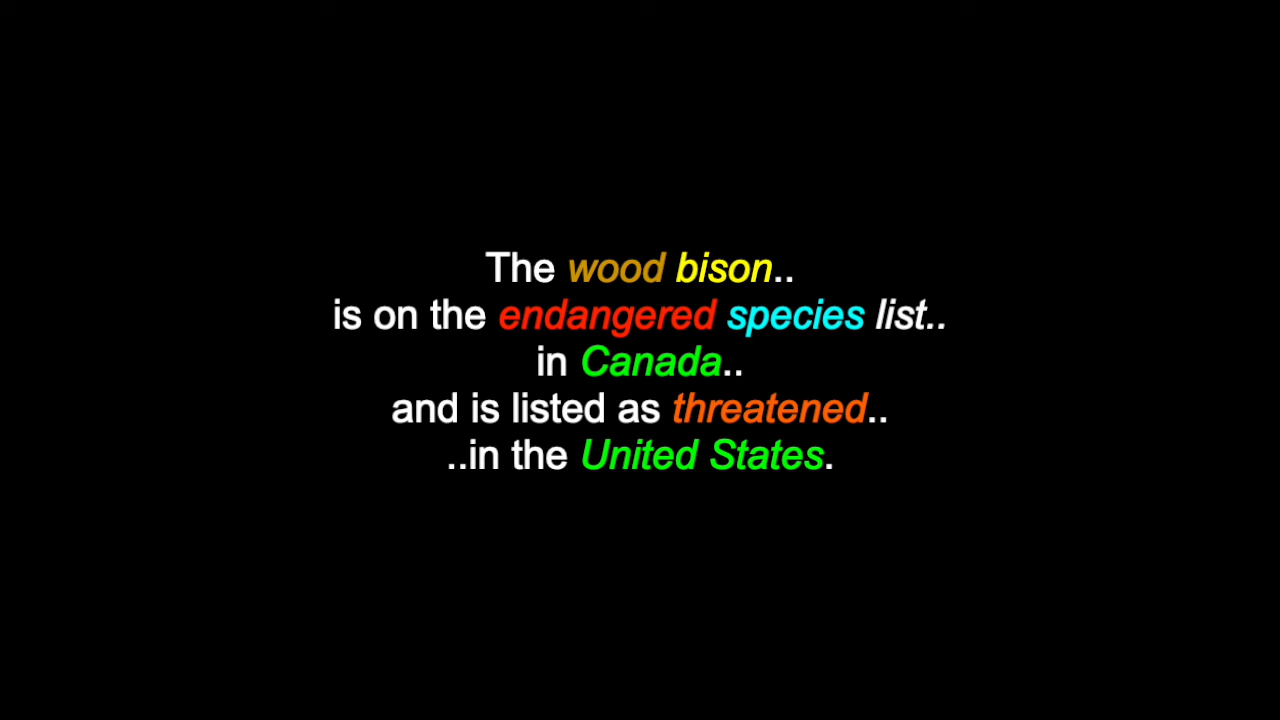 The wood bison..
is on the endangered species list..
in Canada..
and is listed as threatened..
..in the United States.